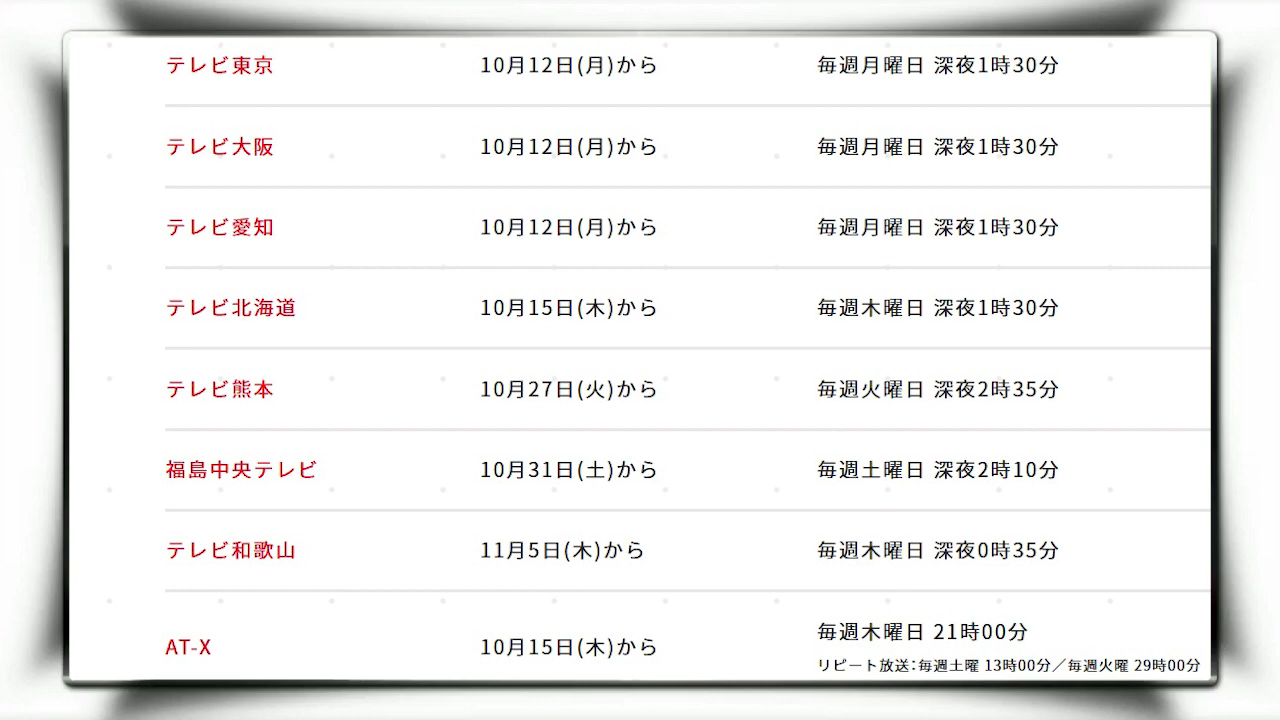 テレビ東京 10月12日(月)から 毎週月曜日 深夜1時30分
テレビ大阪 10月12日(月)から 毎週月曜日 深夜1時30分
テレビ愛知 10月12日(月)から 毎週月曜日 深夜1時30分
テレビ北海道 10月15日(木)から 毎週木曜日 深夜1時30分
テレビ熊本 10月27日(火)から 毎週火曜日 深夜2時35分
福島中央テレビ 10月31日(土)から 毎週土曜日 深夜2時10分
テレビ和歌山 11月5日(木)から 毎週木曜日 深夜0時35分
AT-X 10月15日(木)から 毎週木曜日 21時00分
リピート放送:毎週土曜 13時00分／毎週火曜 29時00分